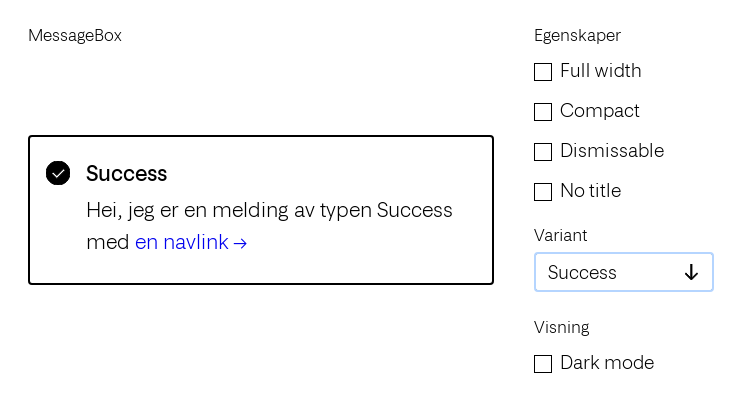 MessageBox
Success
Hei, jeg er en melding av typen Success
med en navlink →
Egenskaper
Full width
Compact
Dismissable
No title
Variant
Success
Visning
Dark mode